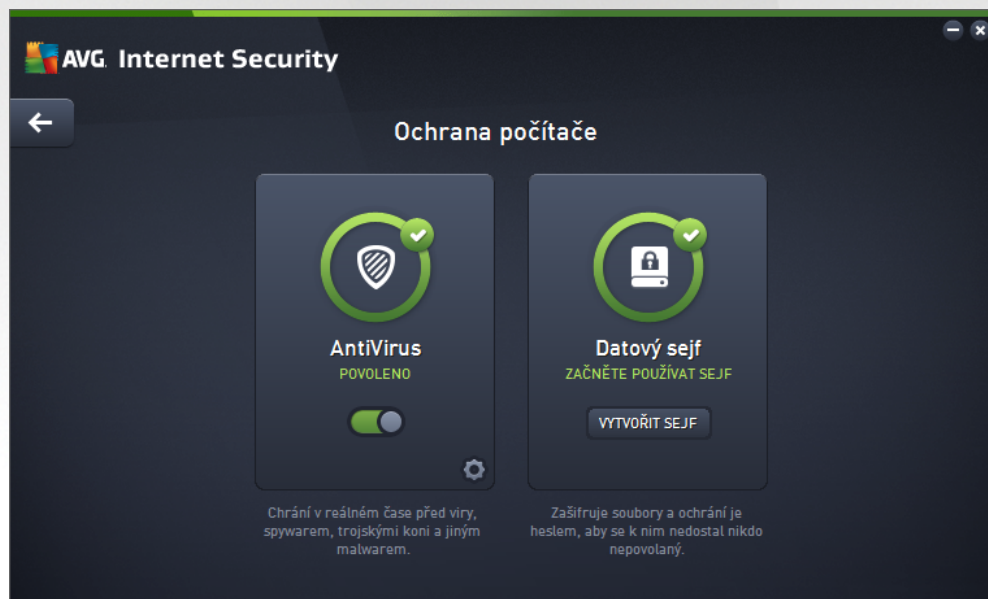 AVG. Internet Security
Ochrana počítače
AntiVirus
POVOLENO
Chrání v reálném čase před viry,
spywarem, trojskými koni a jiným
malwarem.
Datový sejf
ZAČNĚTE POUŽÍVAT SEJF
VYTVOŘIT SEJF
Zašifruje soubory a ochrání je
heslem, aby se k nim nedostal nikdo
nepovolaný.